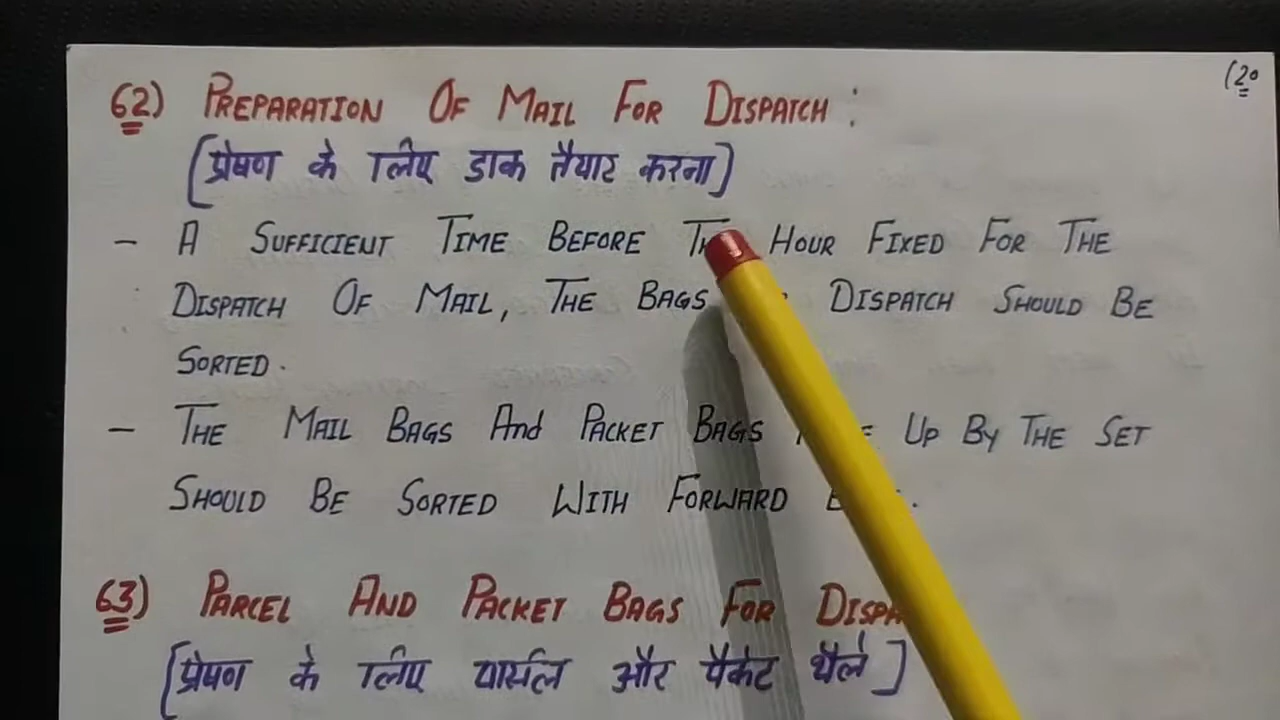 (20
62) PREPARATION OF MAIL FOR DISPATCH :
[प्रेषण के लिए डाक तैयार करना]
- A SUFFICIENT TIME BEFORE HOUR FIXED FOR THE
DISPATCH OF MAIL, THE BAGS DISPATCH SHOULD BE
SORTED.
- THE MAIL BAGS And PACKET BAGS UP BY THE SET
SHOULD BE SORTED WITH FORWARD
63) PARCEL AND PACKET BAGS FOR
[प्रेषण के लिए पार्सल और पैकेट थैले]